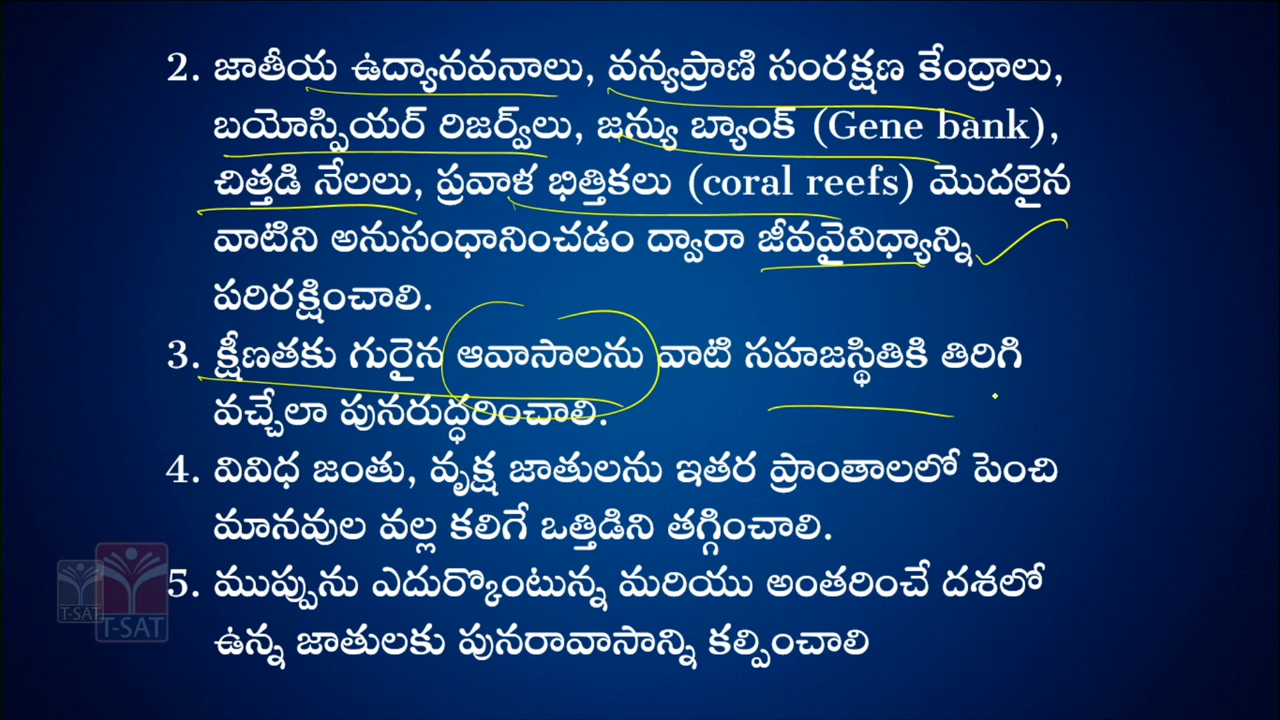 2. జాతీయ ఉద్యానవనాలు, వన్యప్రాణి సంరక్షణ కేంద్రాలు,
బయోస్పియర్ రిజర్వ్‌లు, జన్యు బ్యాంక్ (Gene bank),
చిత్తడి నేలలు, ప్రవాళ భిత్తికలు (coral reefs) మొదలైన
వాటిని అనుసంధానించడం ద్వారా జీవవైవిధ్యాన్ని
పరిరక్షించాలి.
3. క్షీణతకు గురైన ఆవాసాలను వాటి సహజస్థితికి తిరిగి
వచ్చేలా పునరుద్ధరించాలి.
4. వివిధ జంతు, వృక్ష జాతులను ఇతర ప్రాంతాలలో పెంచి
మానవుల వల్ల కలిగే ఒత్తిడిని తగ్గించాలి.
5. ముప్పును ఎదుర్కొంటున్న మరియు అంతరించే దశలో
ఉన్న జాతులకు పునరావాసాన్ని కల్పించాలి
T-SAT
T-SAT